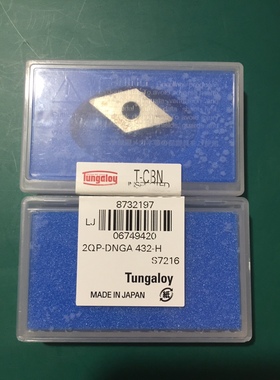 Tungaloy
T-CBN
8732197
LJ
06749420
2QP-DNGA 432-H
S7216
Tungaloy
MADE IN JAPAN